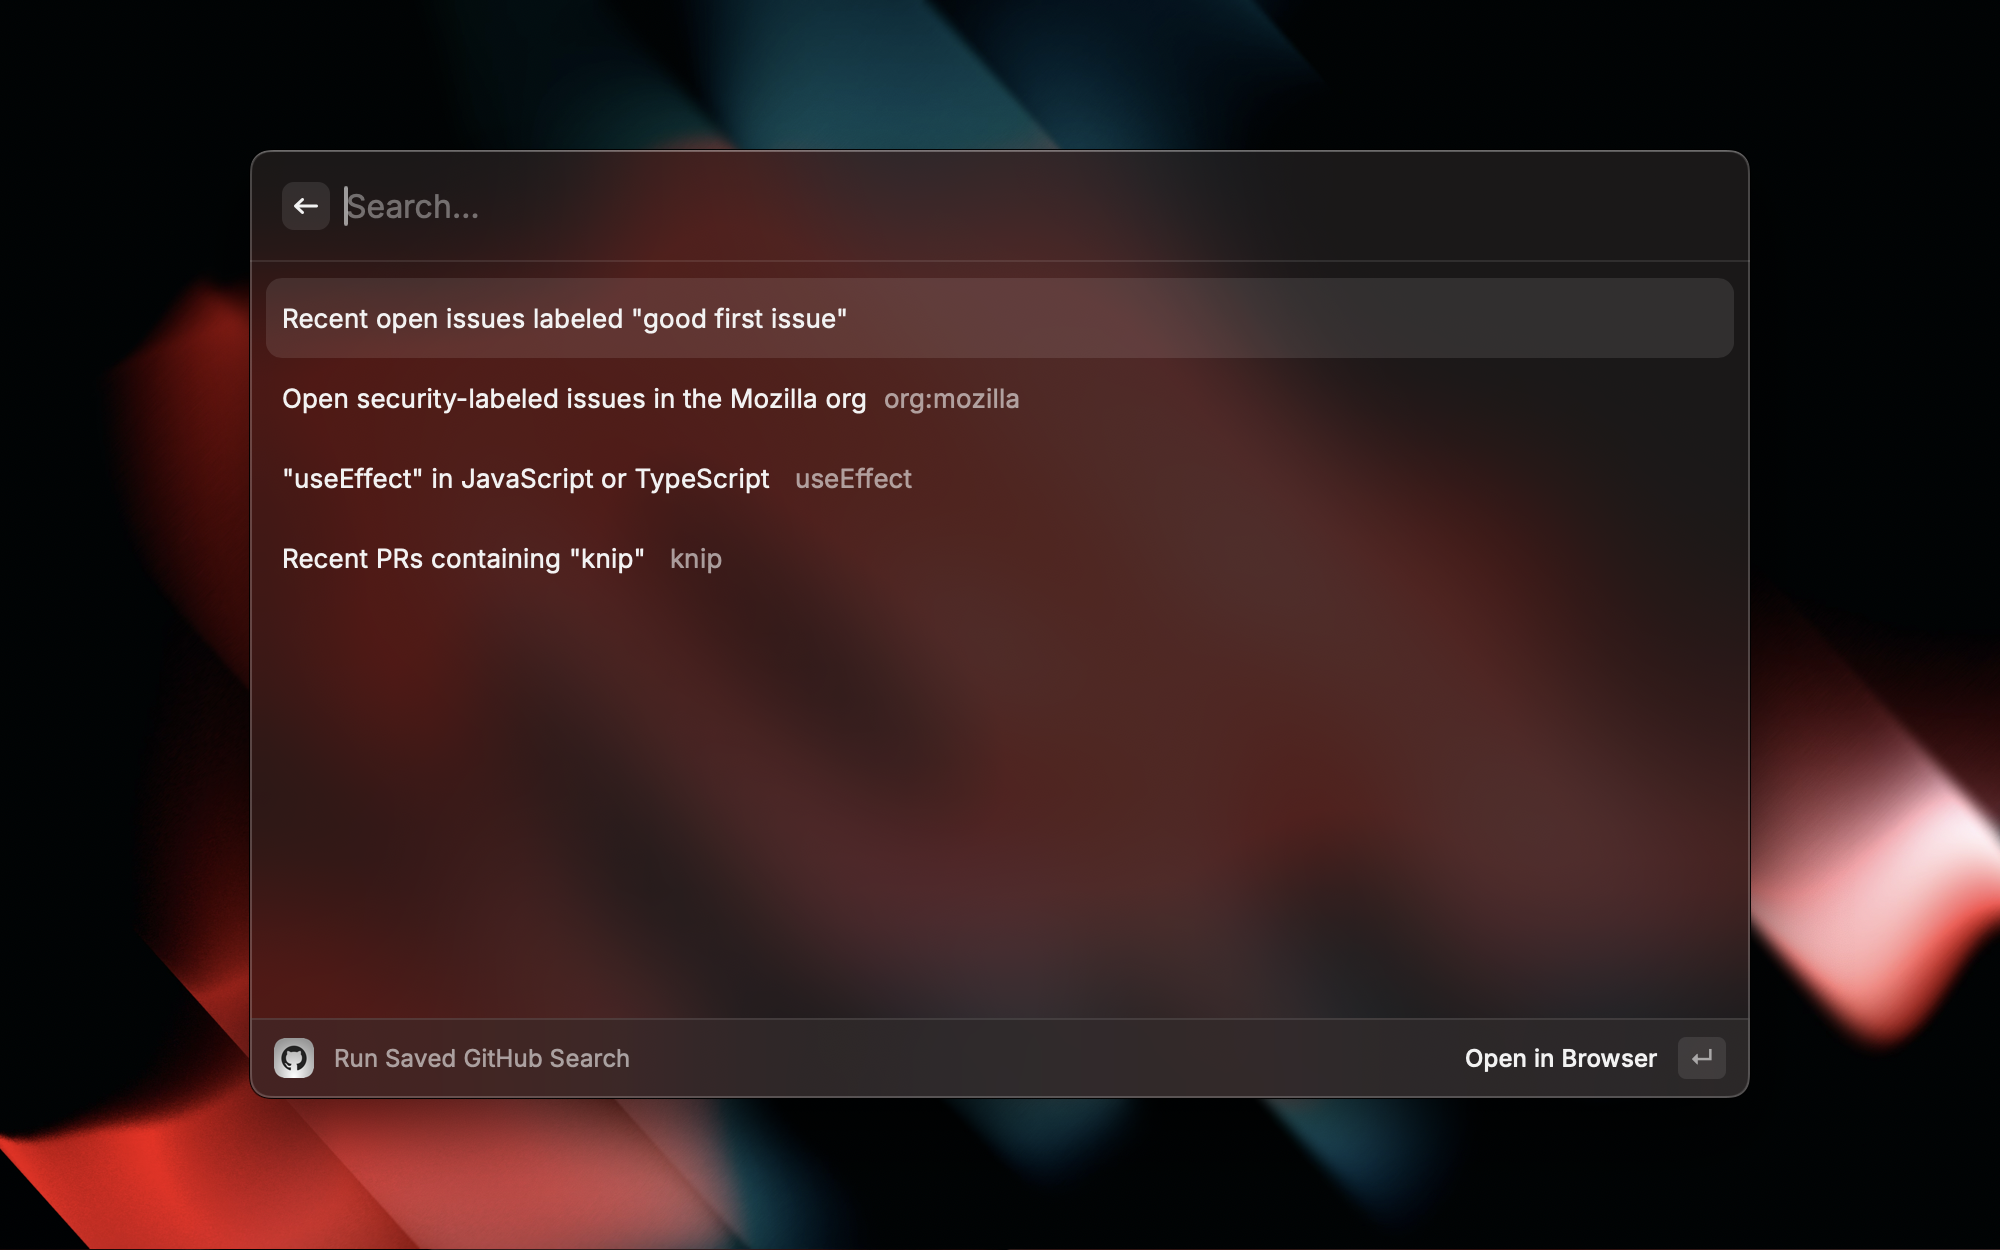 Search...
Recent open issues labeled "good first issue"
Open security-labeled issues in the Mozilla org org:mozilla
"useEffect" in JavaScript or TypeScript useEffect
Recent PRs containing "knip" knip
Run Saved GitHub Search Open in Browser